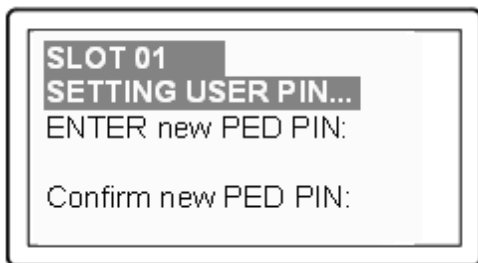 SLOT 01
SETTING USER PIN...
ENTER new PED PIN:
Confirm new PED PIN: